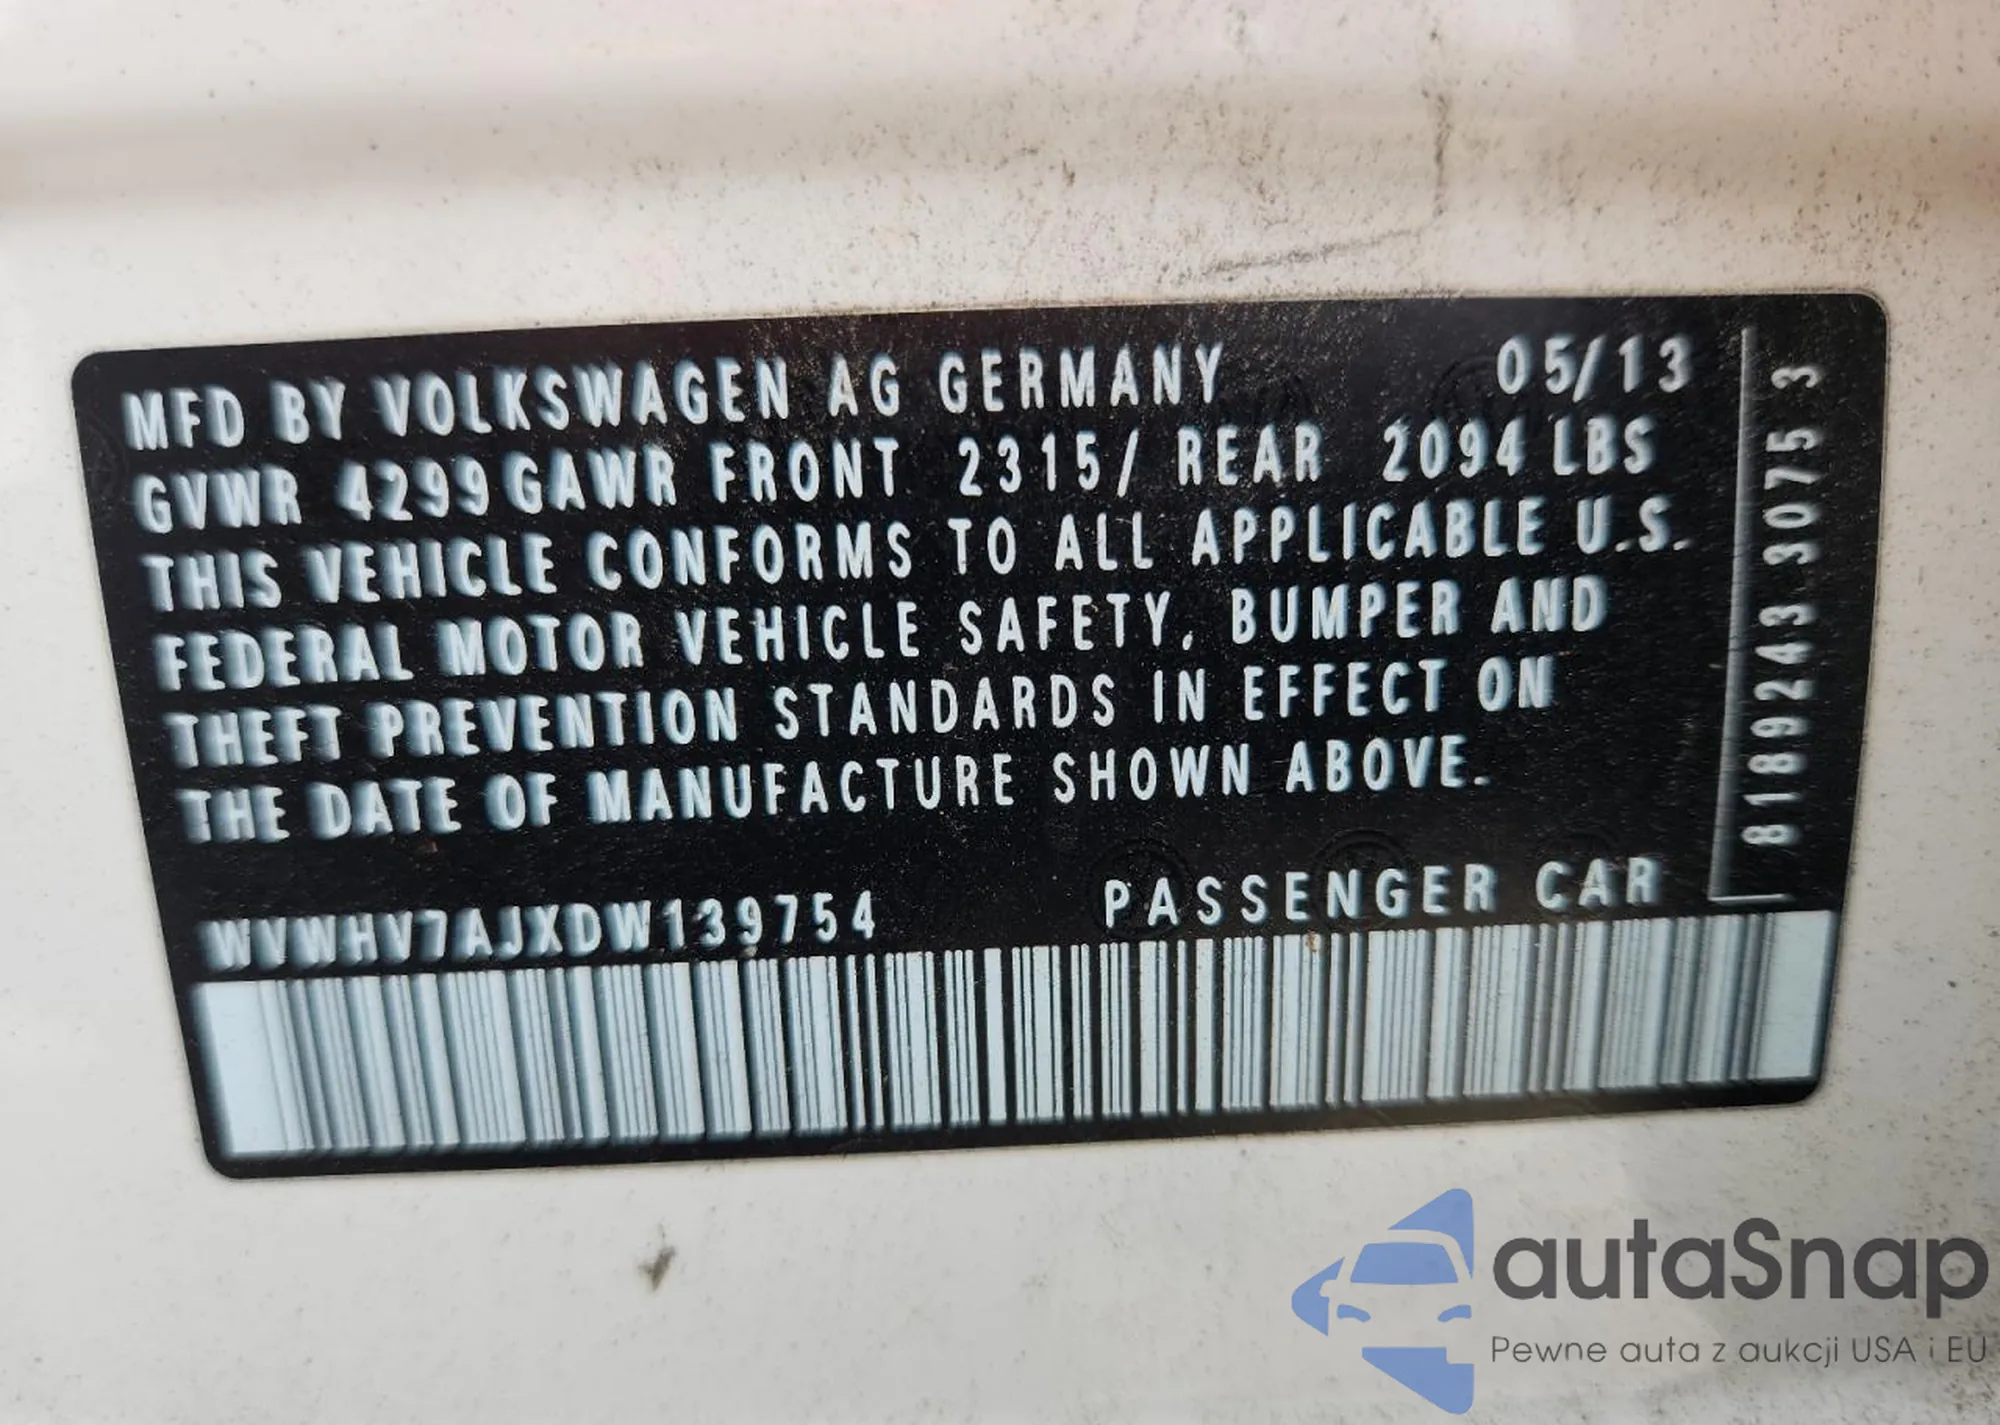 MFD BY VOLKSWAGEN AG GERMANY 05/13
GVWR 4299 GAWR FRONT 2315/ REAR 2094 LBS
THIS VEHICLE CONFORMS TO ALL APPLICABLE U.S.
FEDERAL MOTOR VEHICLE SAFETY, BUMPER AND
THEFT PREVENTION STANDARDS IN EFFECT ON
THE DATE OF MANUFACTURE SHOWN ABOVE.
WVWHV7AJXDW139754 PASSENGER CAR
8189243 3075 3
autaSnap
Pewne auta z aukcji USA i EU